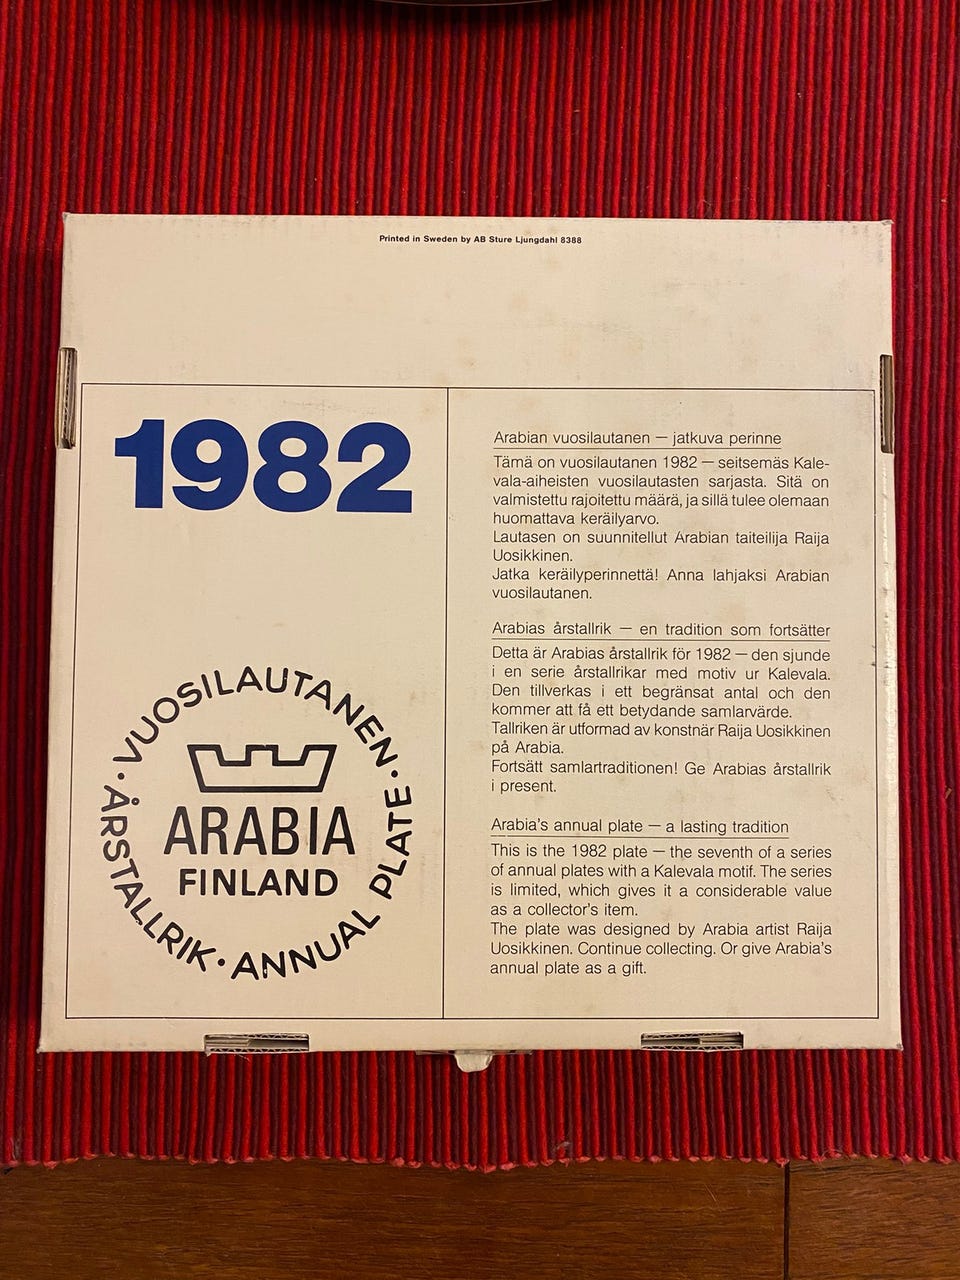 Printed in Sweden by AB Sture Ljungdahl 8388
1982
VUOSILAUTANEN · ANNUAL PLATE · ÅRSTALLRIK ·
ARABIA
FINLAND
Arabian vuosilautanen — jatkuva perinne
Tämä on vuosilautanen 1982 — seitsemäs Kale-
vala-aiheisten vuosilautasten sarjasta. Sitä on
valmistettu rajoitettu määrä, ja sillä tulee olemaan
huomattava keräilyarvo.
Lautasen on suunnitellut Arabian taiteilija Raija
Uosikkinen.
Jatka keräilyperinnettä! Anna lahjaksi Arabian
vuosilautanen.
Arabias årstallrik — en tradition som fortsätter
Detta är Arabias årstallrik för 1982 — den sjunde
i en serie årstallrikar med motiv ur Kalevala.
Den tillverkas i ett begränsat antal och den
kommer att få ett betydande samlarvärde.
Tallriken är utformad av konstnär Raija Uosikkinen
på Arabia.
Fortsätt samlartraditionen! Ge Arabias årstallrik
i present.
Arabia's annual plate — a lasting tradition
This is the 1982 plate — the seventh of a series
of annual plates with a Kalevala motif. The series
is limited, which gives it a considerable value
as a collector's item.
The plate was designed by Arabia artist Raija
Uosikkinen. Continue collecting. Or give Arabia's
annual plate as a gift.